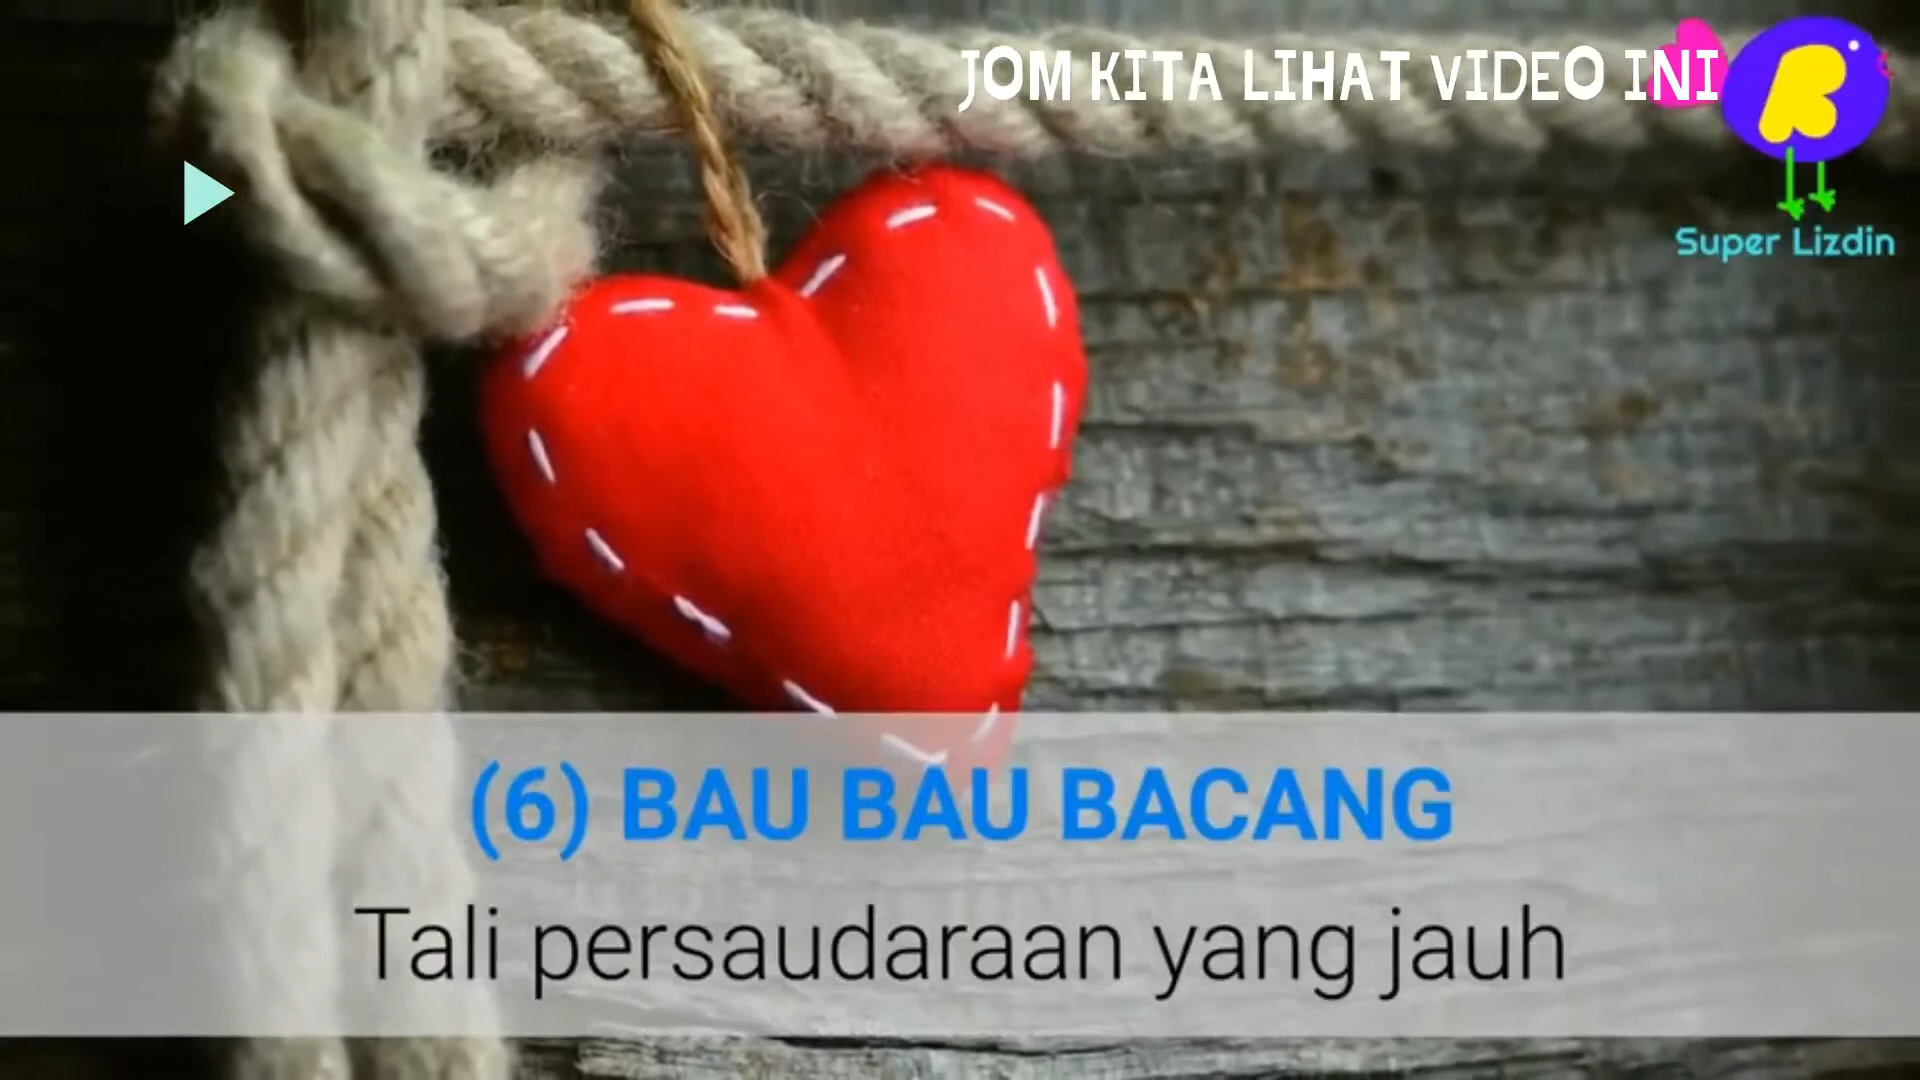 JOM KITA LIHAT VIDEO INI
Super Lizdin
(6) BAU BAU BACANG
Tali persaudaraan yang jauh